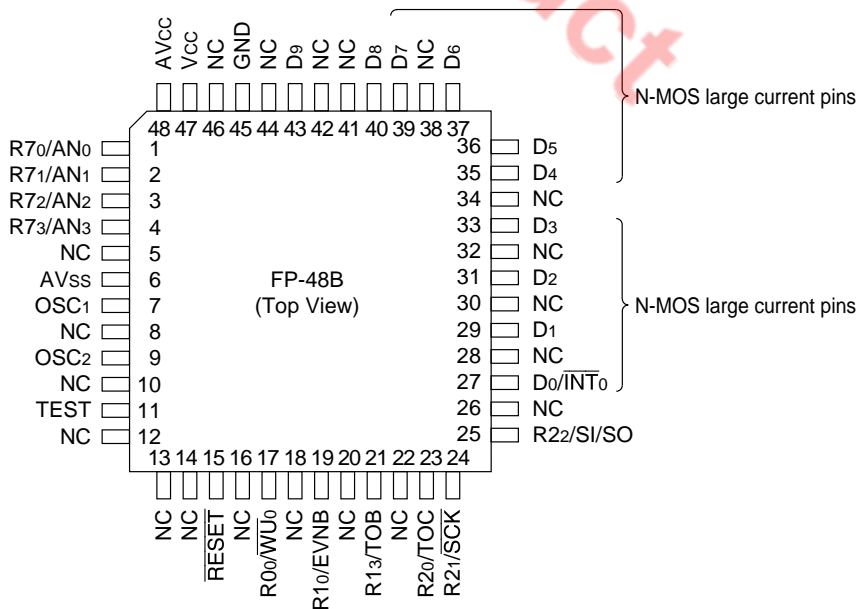 uct
AVCC VCC NC GND NC D9 NC NC D8 D7 NC D6
N-MOS large current pins
48 47 46 45 44 43 42 41 40 39 38 37
R70/AN0 1
R71/AN1 2
R72/AN2 3
R73/AN3 4
NC 5
AVSS 6
OSC1 7
NC 8
OSC2 9
NC 10
TEST 11
NC 12
FP-48B
(Top View)
36 D5
35 D4
34 NC
33 D3
32 NC
31 D2
30 NC
29 D1
28 NC
27 D0/INT0
26 NC
25 R22/SI/SO
N-MOS large current pins
13 14 15 16 17 18 19 20 21 22 23 24
NC NC RESET NC R00/WU0 NC R10/EVNB NC R13/TOB NC R20/TOC R21/SCK